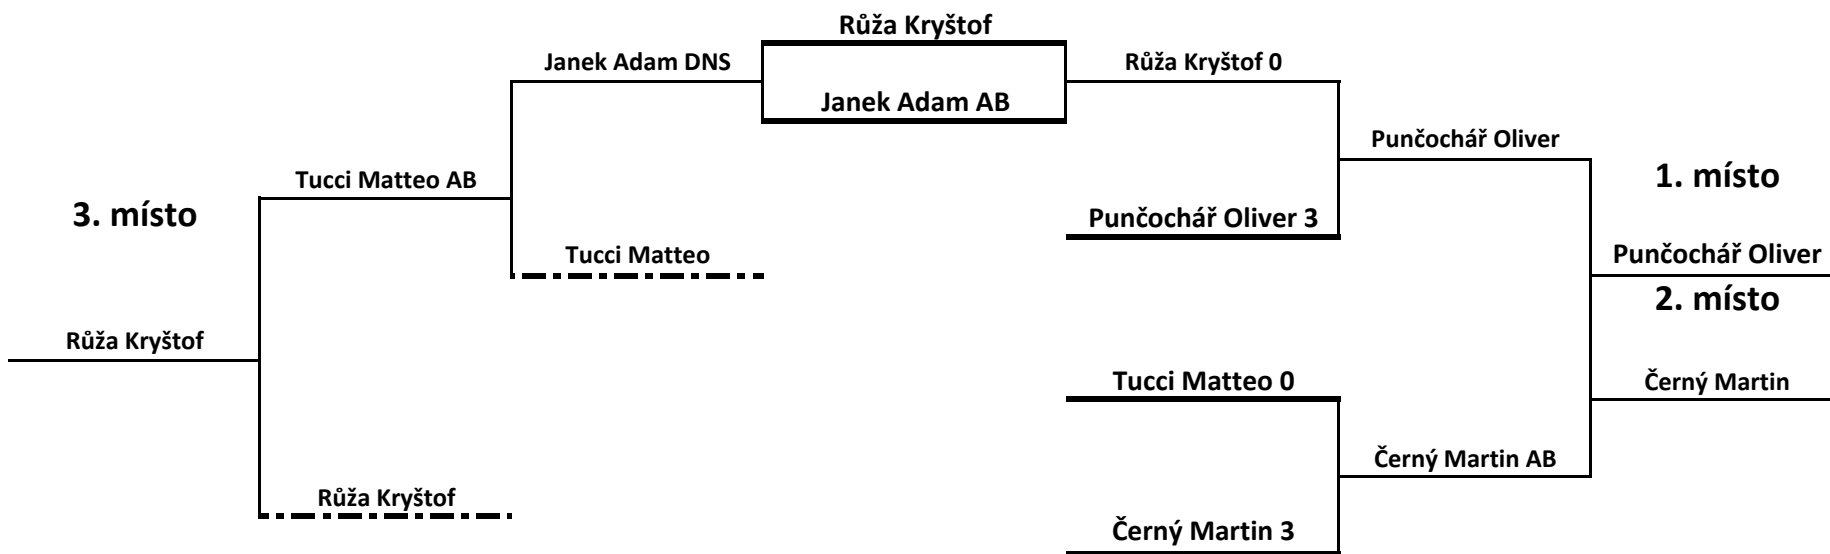 Růža Kryštof
Janek Adam DNS
Růža Kryštof 0
Janek Adam AB
Punčochář Oliver
Tucci Matteo AB
1. místo
3. místo
Punčochář Oliver 3
Tucci Matteo
Punčochář Oliver
2. místo
Růža Kryštof
Tucci Matteo 0
Černý Martin
Černý Martin AB
Růža Kryštof
Černý Martin 3